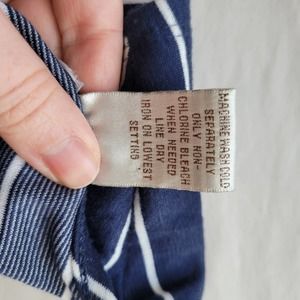 MACHINE WASH COLD
SEPARATELY
ONLY NON-
CHLORINE BLEACH
WHEN NEEDED
LINE DRY
IRON ON LOWEST
SETTING